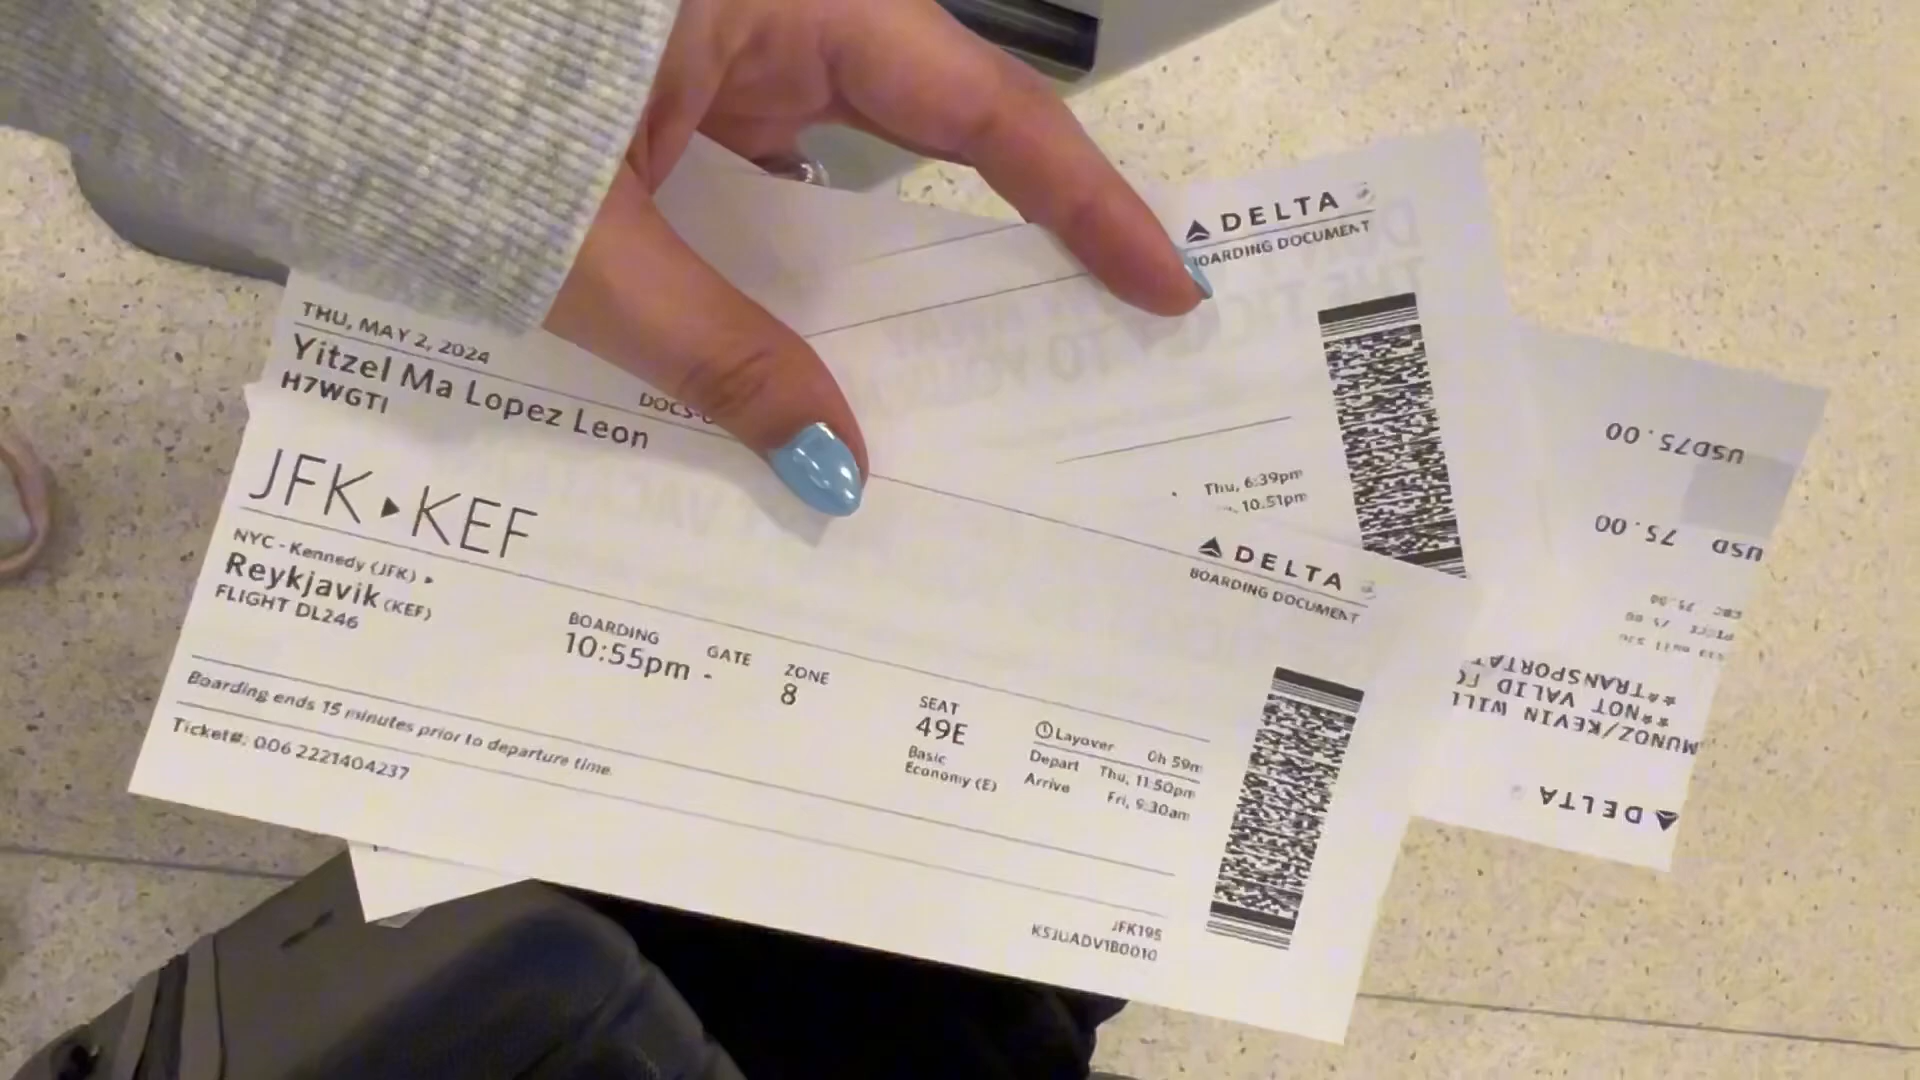 DELTA
BOARDING DOCUMENT
Thu, 6:39pm
10:51pm
THU, MAY 2, 2024
Yitzel Ma Lopez Leon
H7WGTI
DOCS-
JFK ▸ KEF
NYC - Kennedy (JFK) ▸
Reykjavik (KEF)
FLIGHT DL246
DELTA
BOARDING DOCUMENT
BOARDING
10:55pm -
GATE
ZONE
8
SEAT
49E
Basic
Economy (E)
Layover 0h 59m
Depart Thu, 11:50pm
Arrive Fri, 9:30am
Boarding ends 15 minutes prior to departure time.
Ticket#: 006 2221404237
JFK195
DELTA
MUNOZ/KEVIN WILL
**NOT VALID FO
**TRANSPORTAT
USD 75.00
USD75.00